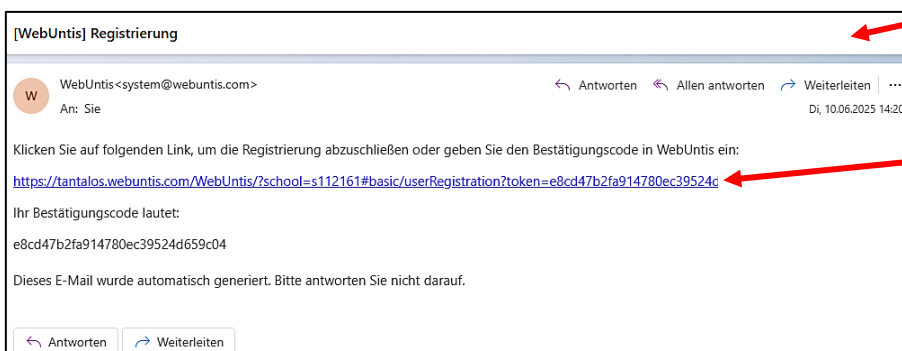 [WebUntis] Registrierung
W
WebUntis<system@webuntis.com>
Antworten Allen antworten Weiterleiten ...
An: Sie
Di, 10.06.2025 14:20
Klicken Sie auf folgenden Link, um die Registrierung abzuschließen oder geben Sie den Bestätigungscode in WebUntis ein:
https://tantalos.webuntis.com/WebUntis/?school=s112161#basic/userRegistration?token=e8cd47b2fa914780ec39524d
Ihr Bestätigungscode lautet:
e8cd47b2fa914780ec39524d659c04
Dieses E-Mail wurde automatisch generiert. Bitte antworten Sie nicht darauf.
Antworten Weiterleiten